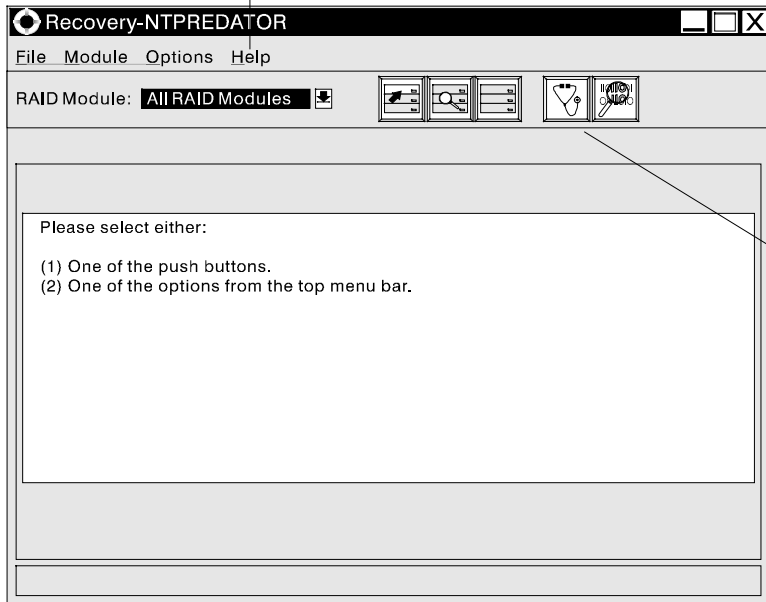 Recovery-NTPREDATOR
File Module Options Help
RAID Module: All RAID Modules
Please select either:
(1) One of the push buttons.
(2) One of the options from the top menu bar.